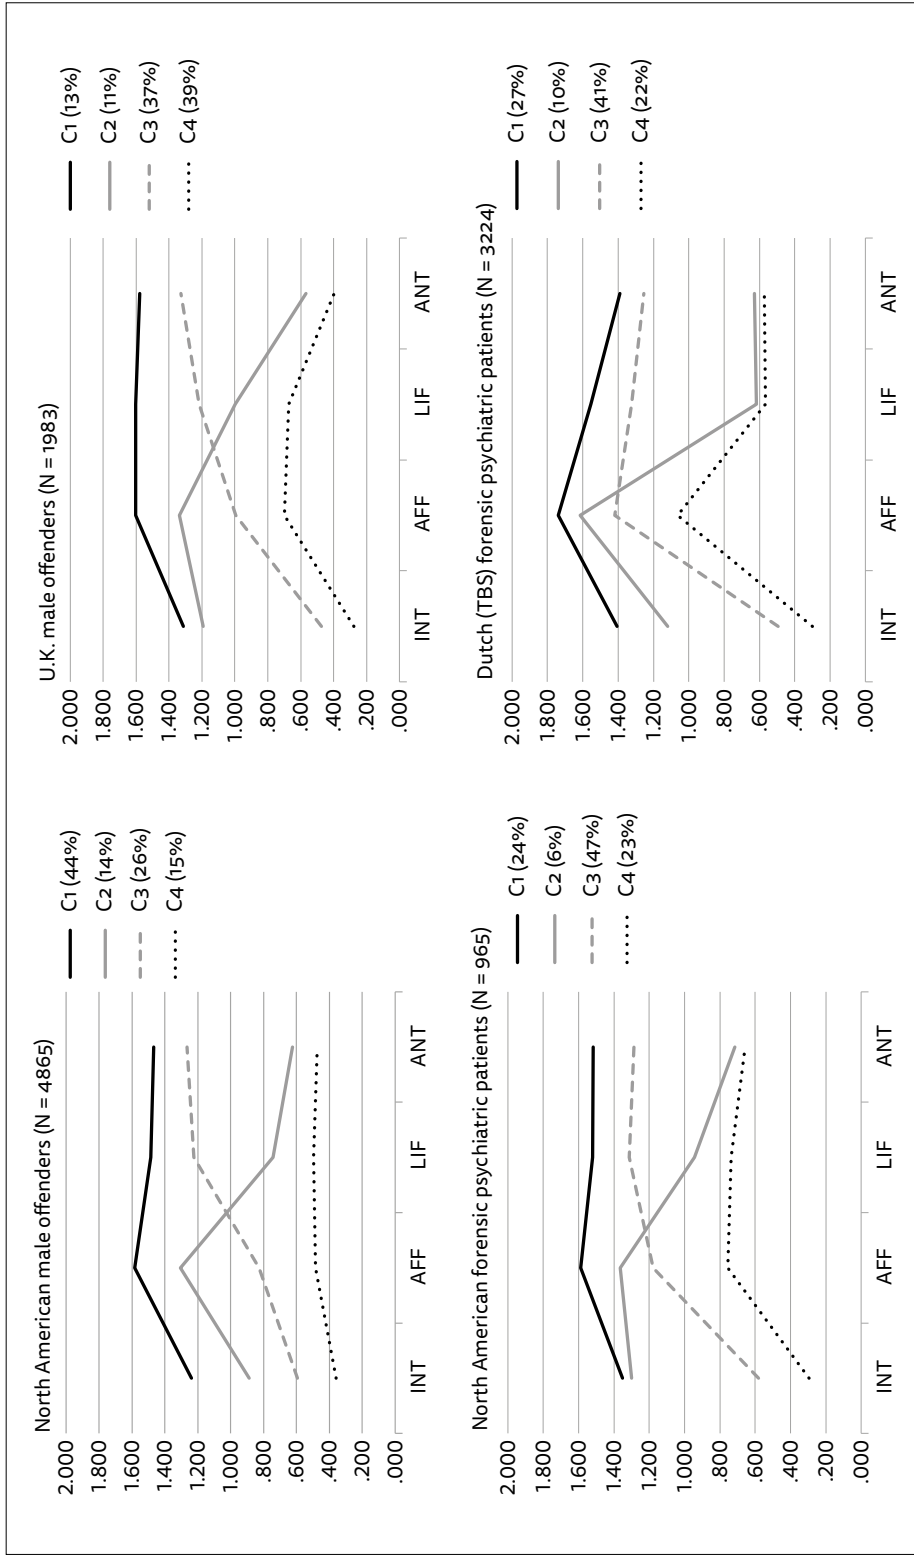 North American male offenders (N = 4865)
2.000
1.800
1.600
1.400
1.200
1.000
.800
.600
.400
.200
.000
INT AFF LIF ANT
C1 (44%)
C2 (14%)
C3 (26%)
C4 (15%)
U.K. male offenders (N = 1983)
2.000
1.800
1.600
1.400
1.200
1.000
.800
.600
.400
.200
.000
INT AFF LIF ANT
C1 (13%)
C2 (11%)
C3 (37%)
C4 (39%)
North American forensic psychiatric patients (N = 965)
2.000
1.800
1.600
1.400
1.200
1.000
.800
.600
.400
.200
.000
INT AFF LIF ANT
C1 (24%)
C2 (6%)
C3 (47%)
C4 (23%)
Dutch (TBS) forensic psychiatric patients (N = 3224)
2.000
1.800
1.600
1.400
1.200
1.000
.800
.600
.400
.200
.000
INT AFF LIF ANT
C1 (27%)
C2 (10%)
C3 (41%)
C4 (22%)